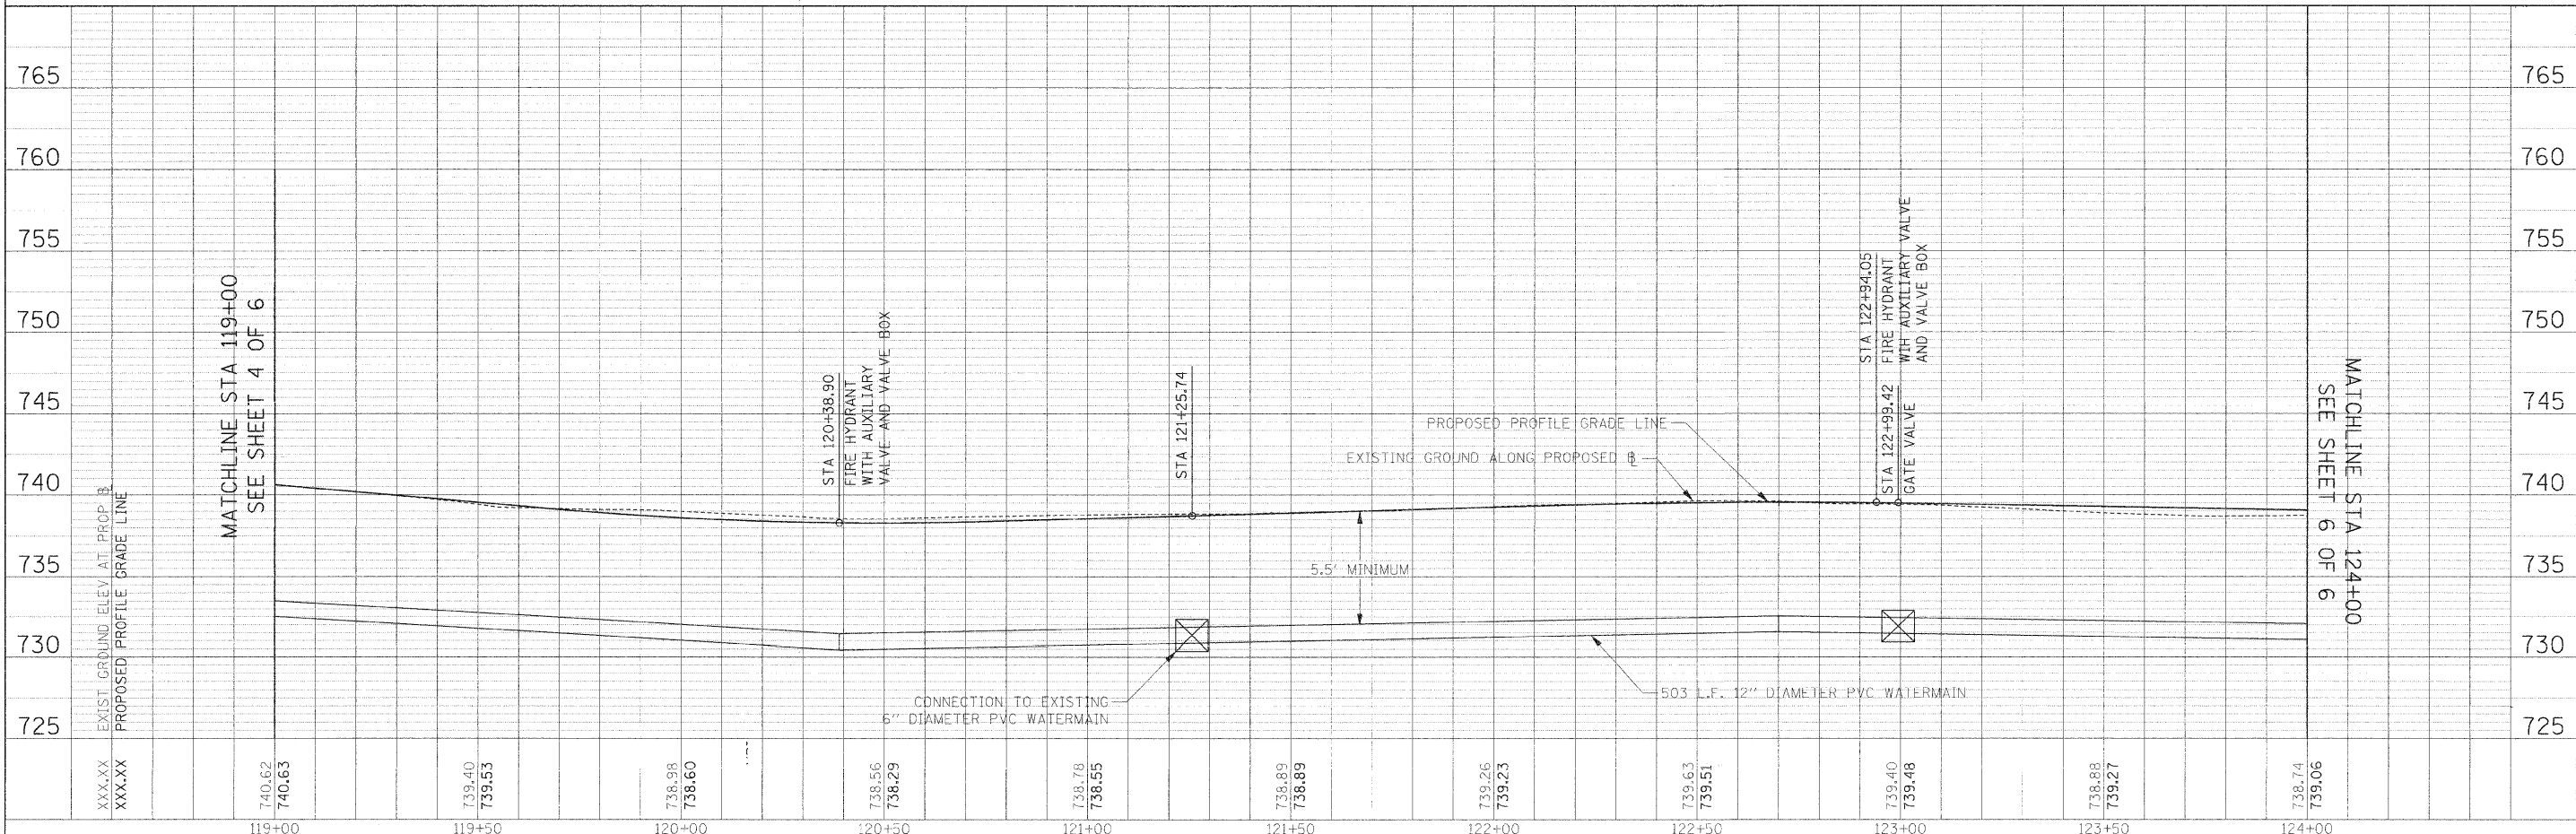 765
760
755
750
745
740
735
730
725
765
760
755
750
745
740
735
730
725
XXX.XX EXIST GROUND ELEV AT PROP B
XXX.XX PROPOSED PROFILE GRADE LINE
MATCHLINE STA 119+00
SEE SHEET 4 OF 6
STA 120+38.90
FIRE HYDRANT
WITH AUXILIARY
VALVE AND VALVE BOX
STA 121+25.74
PROPOSED PROFILE GRADE LINE
EXISTING GROUND ALONG PROPOSED B
5.5' MINIMUM
STA 122+94.05
FIRE HYDRANT
WIH AUXILIARY VALVE
AND VALVE BOX
STA 122+99.42
GATE VALVE
CONNECTION TO EXISTING
6" DIAMETER PVC WATERMAIN
503 L.F. 12" DIAMETER PVC WATERMAIN
MATCHLINE STA 124+00
SEE SHEET 6 OF 6
740.62
740.63
739.40
739.53
738.98
738.60
738.56
738.29
738.78
738.55
738.89
738.89
739.26
739.23
739.63
739.51
739.40
739.48
738.88
739.27
738.74
739.06
119+00
119+50
120+00
120+50
121+00
121+50
122+00
122+50
123+00
123+50
124+00